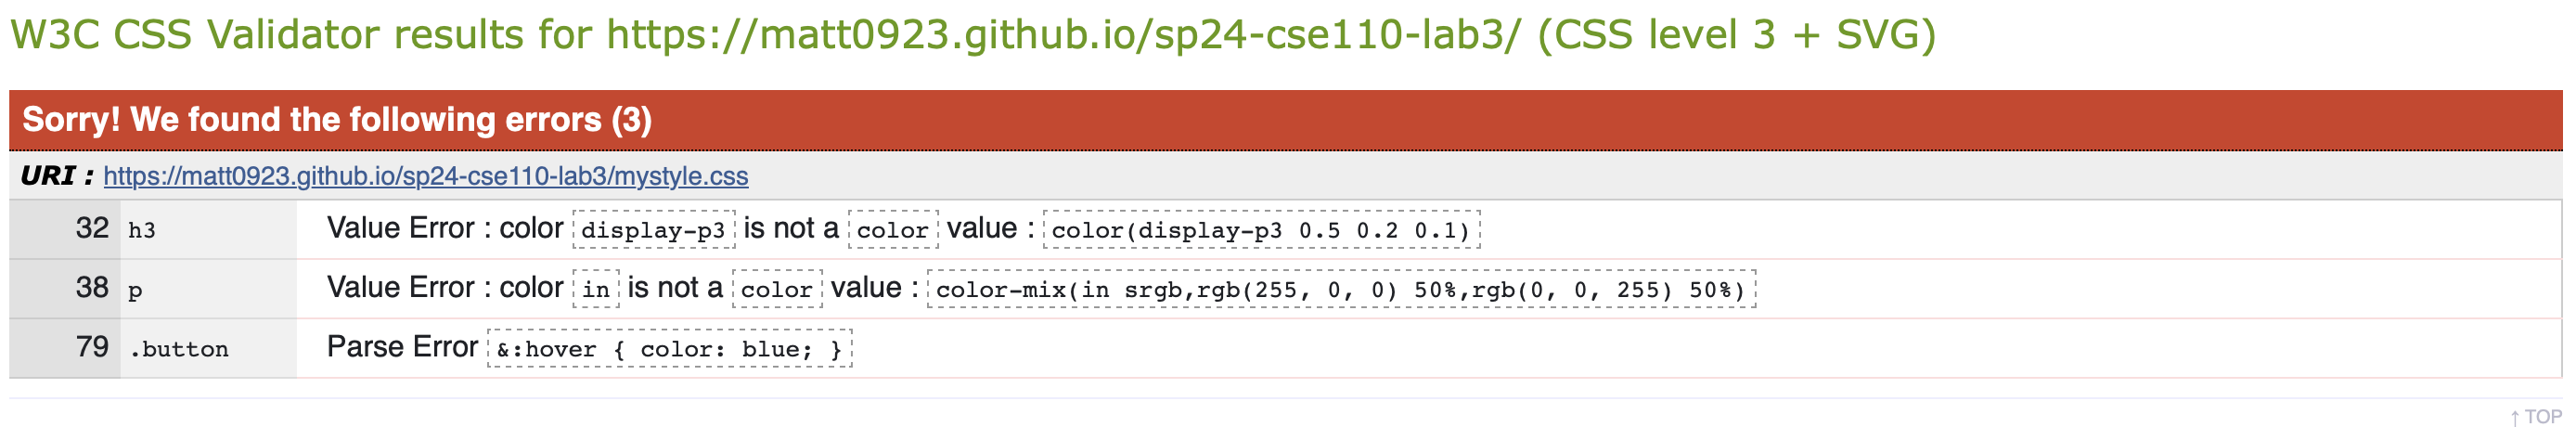 W3C CSS Validator results for https://matt0923.github.io/sp24-cse110-lab3/ (CSS level 3 + SVG)
Sorry! We found the following errors (3)
URI : https://matt0923.github.io/sp24-cse110-lab3/mystyle.css
32 h3 Value Error : color display-p3 is not a color value : color(display-p3 0.5 0.2 0.1)
38 p Value Error : color in is not a color value : color-mix(in srgb,rgb(255, 0, 0) 50%,rgb(0, 0, 255) 50%)
79 .button Parse Error &:hover { color: blue; }
↑ TOP